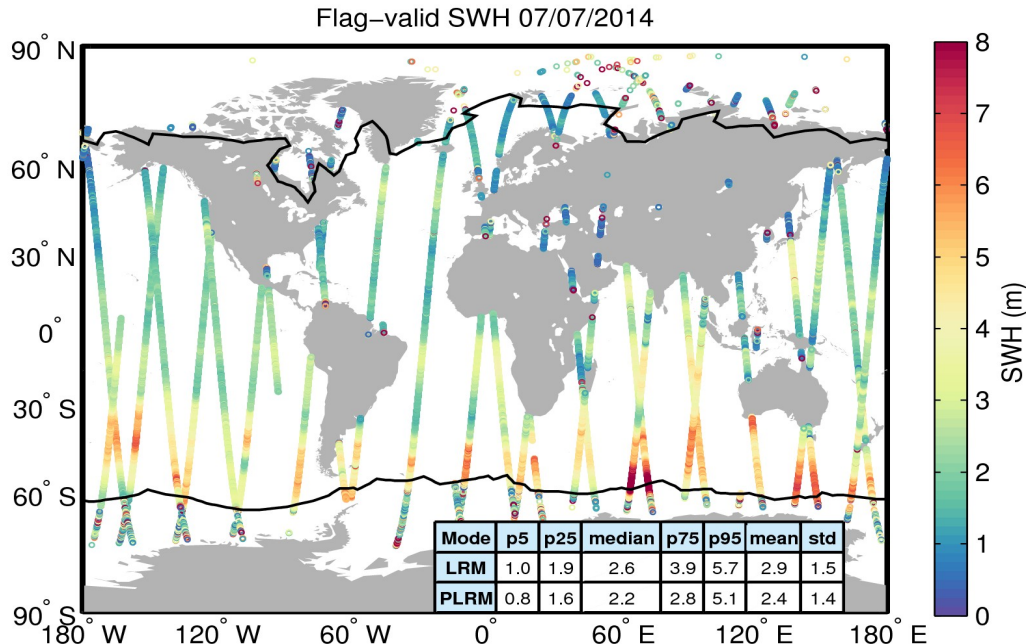 Flag–valid SWH 07/07/2014
90° N
60° N
30° N
0°
30° S
60° S
90° S
180° W
120° W
60° W
0°
60° E
120° E
180° E
Mode p5 p25 median p75 p95 mean std
LRM 1.0 1.9 2.6 3.9 5.7 2.9 1.5
PLRM 0.8 1.6 2.2 2.8 5.1 2.4 1.4
8
7
6
5
4
3
2
1
0
SWH (m)